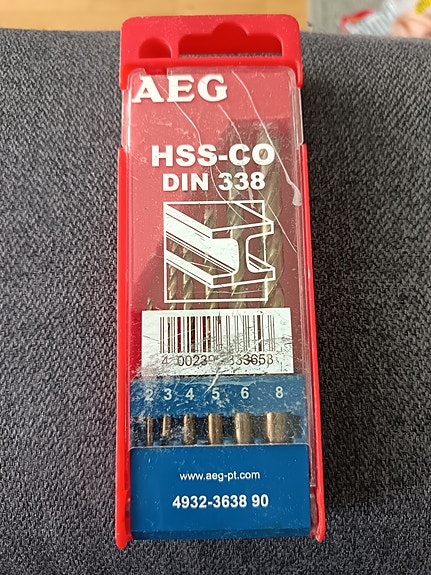 AEG
HSS-CO
DIN 338
2 3 4 5 6 8
www.aeg-pt.com
4932-3638 90